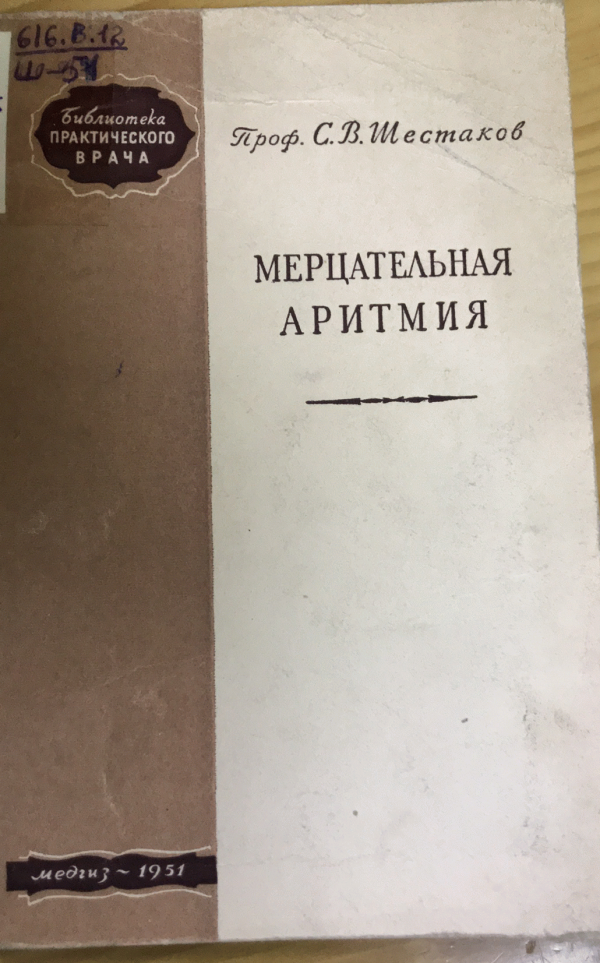 616.В.12
Ш-51
Библиотека
ПРАКТИЧЕСКОГО
ВРАЧА
Проф. С.В. Шестаков
МЕРЦАТЕЛЬНАЯ
АРИТМИЯ
медгиз ~ 1951